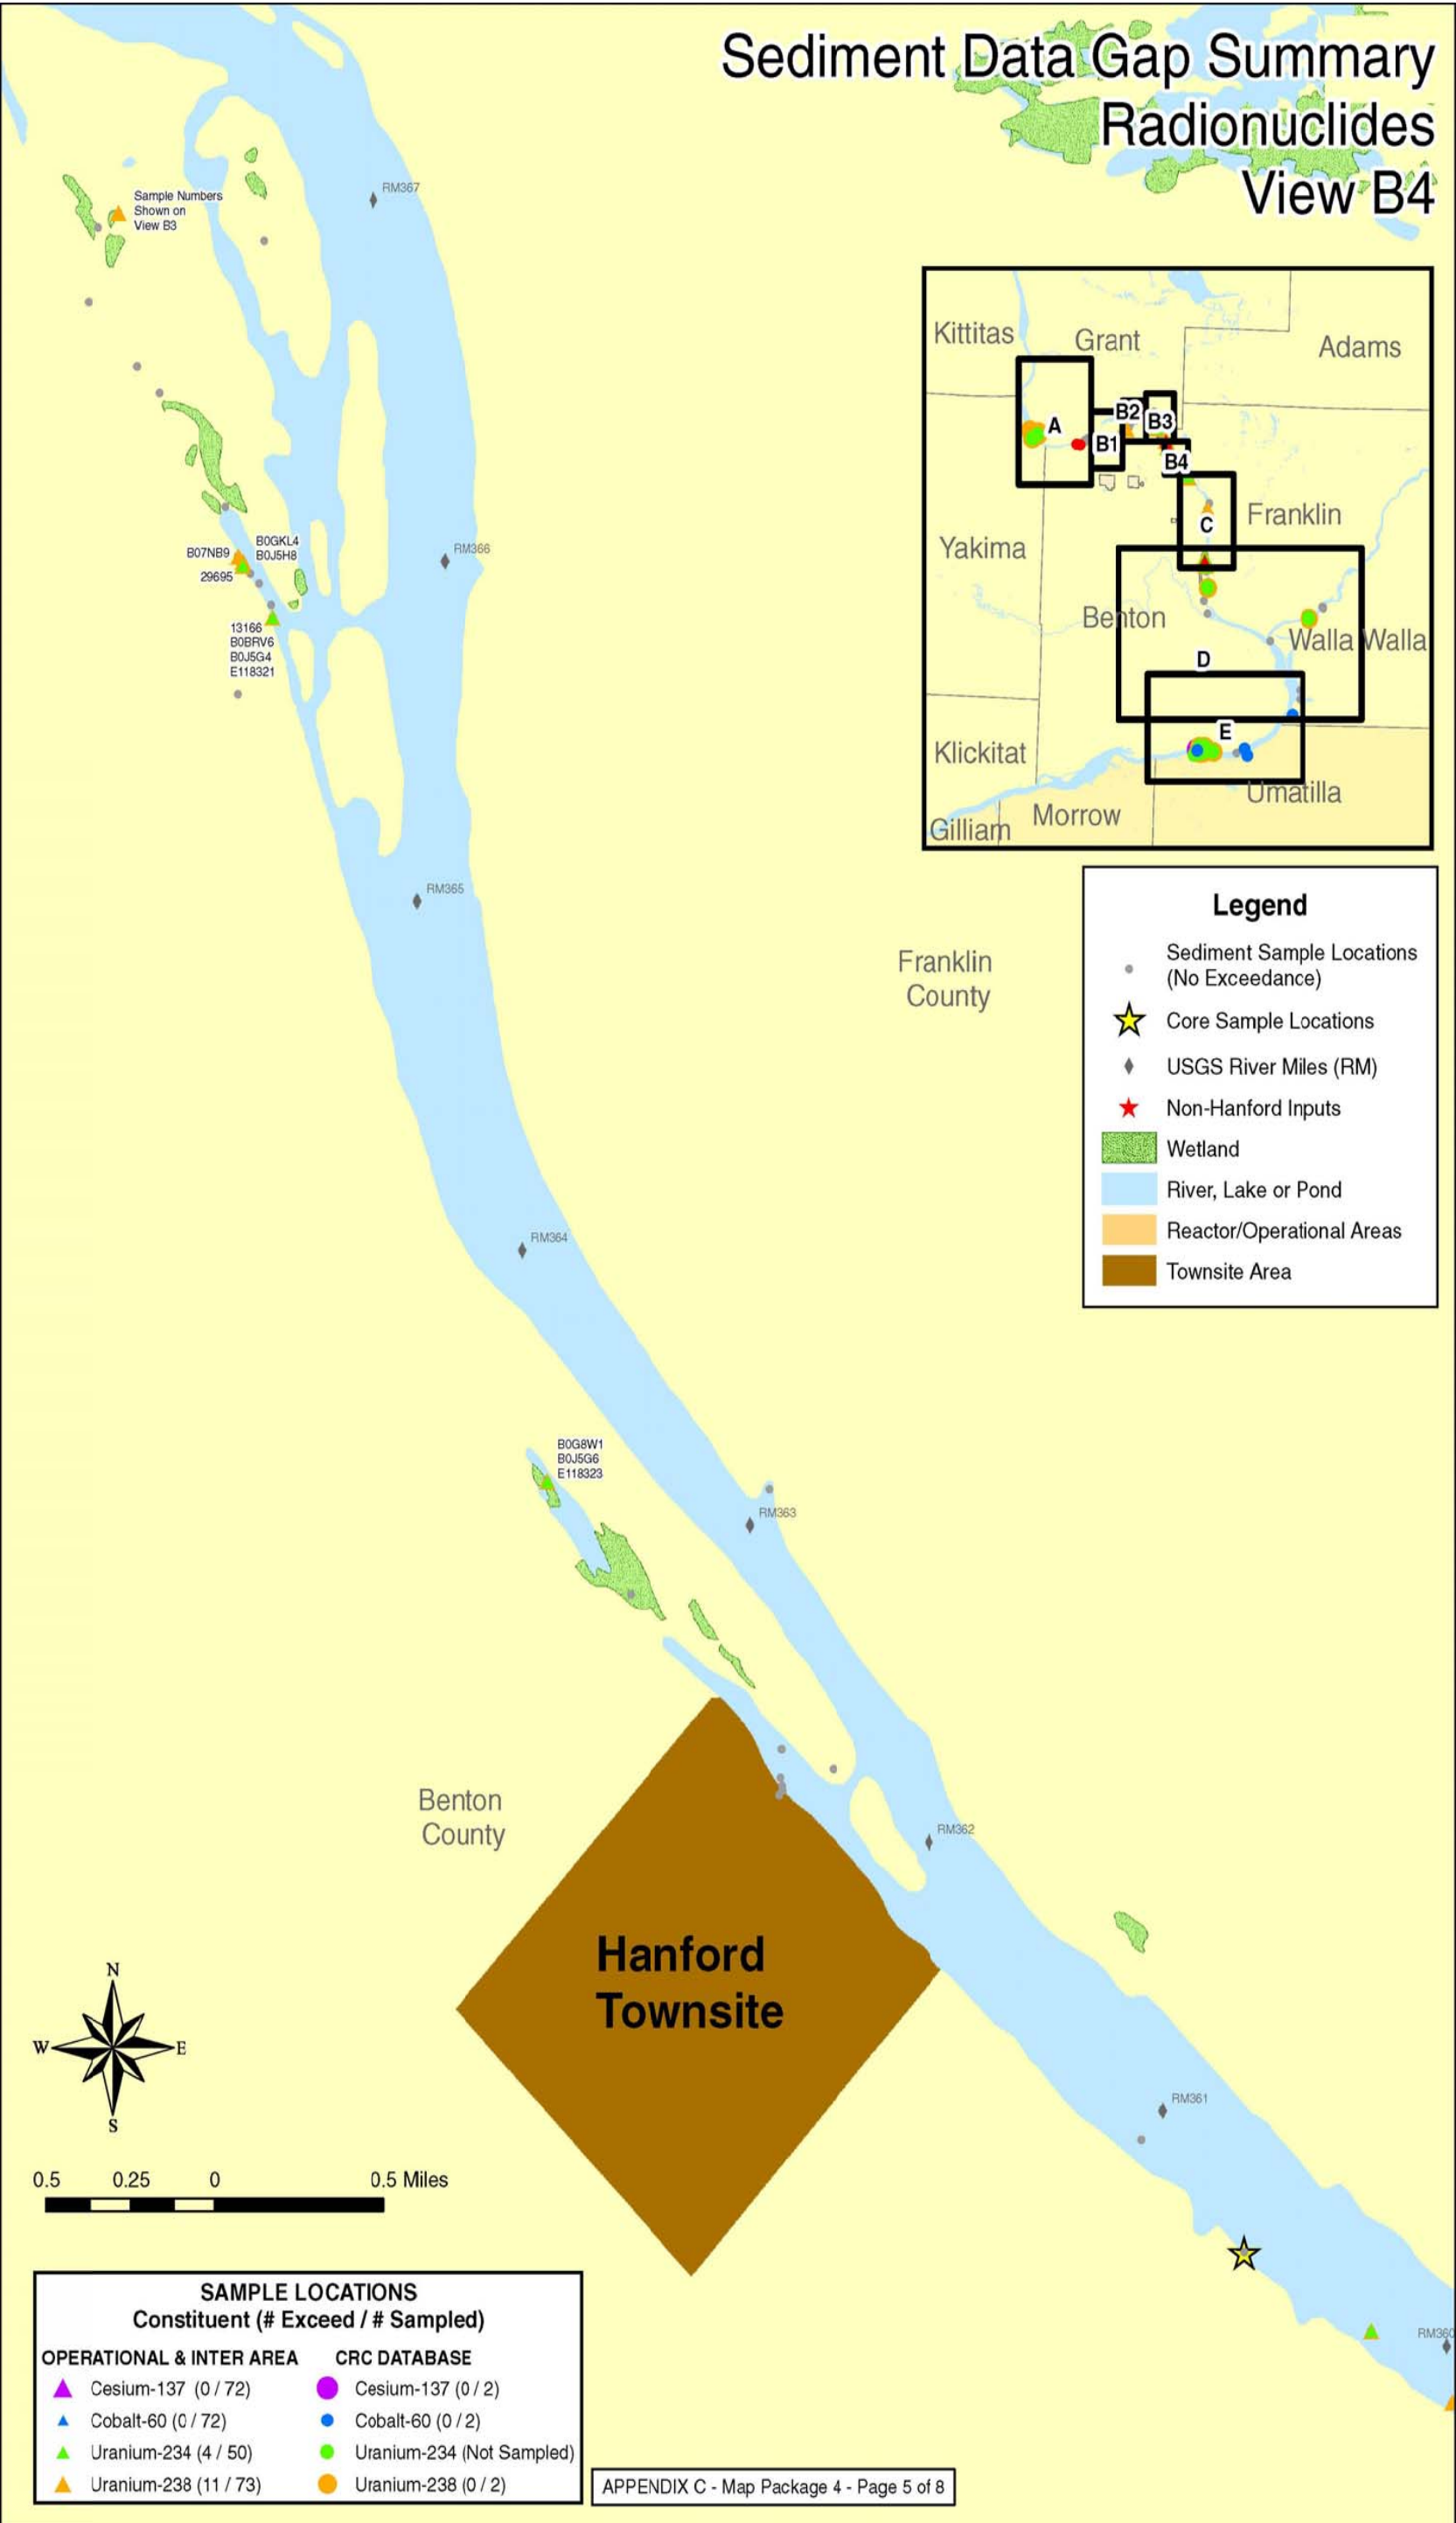 Sediment Data Gap Summary
Radionuclides
View B4
RM367
Sample Numbers
Shown on
View B3
Kittitas
Grant
Adams
A
B2
B3
B1
B4
C
Franklin
Yakima
Benton
Walla Walla
D
E
Klickitat
Umatilla
Morrow
Gilliam
B07NB9
B0GKL4
B0J5H8
29695
RM366
13166
B0BRV6
B0J5G4
E118321
RM365
Franklin
County
Legend
Sediment Sample Locations
(No Exceedance)
Core Sample Locations
USGS River Miles (RM)
Non-Hanford Inputs
Wetland
River, Lake or Pond
Reactor/Operational Areas
Townsite Area
RM364
B0G8W1
B0J5G6
E118323
RM363
Benton
County
RM362
Hanford
Townsite
N
W
E
S
RM361
0.5 0.25 0 0.5 Miles
RM360
SAMPLE LOCATIONS
Constituent (# Exceed / # Sampled)
OPERATIONAL & INTER AREA CRC DATABASE
Cesium-137 (0 / 72) Cesium-137 (0 / 2)
Cobalt-60 (0 / 72) Cobalt-60 (0 / 2)
Uranium-234 (4 / 50) Uranium-234 (Not Sampled)
Uranium-238 (11 / 73) Uranium-238 (0 / 2)
APPENDIX C - Map Package 4 - Page 5 of 8